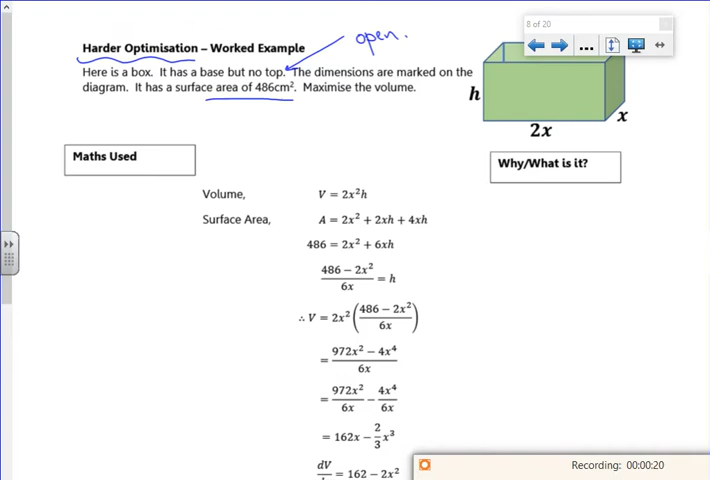 8 of 20
Harder Optimisation – Worked Example
open.
Here is a box. It has a base but no top. The dimensions are marked on the
diagram. It has a surface area of 486cm². Maximise the volume.
h
x
2x
Maths Used
Why/What is it?
Volume, V = 2x²h
Surface Area, A = 2x² + 2xh + 4xh
486 = 2x² + 6xh
(486 − 2x²)/6x = h
∴ V = 2x²((486 − 2x²)/6x)
= (972x² − 4x⁴)/6x
= 972x²/6x − 4x⁴/6x
= 162x − 2/3 x³
dV = 162 − 2x²
Recording: 00:00:20